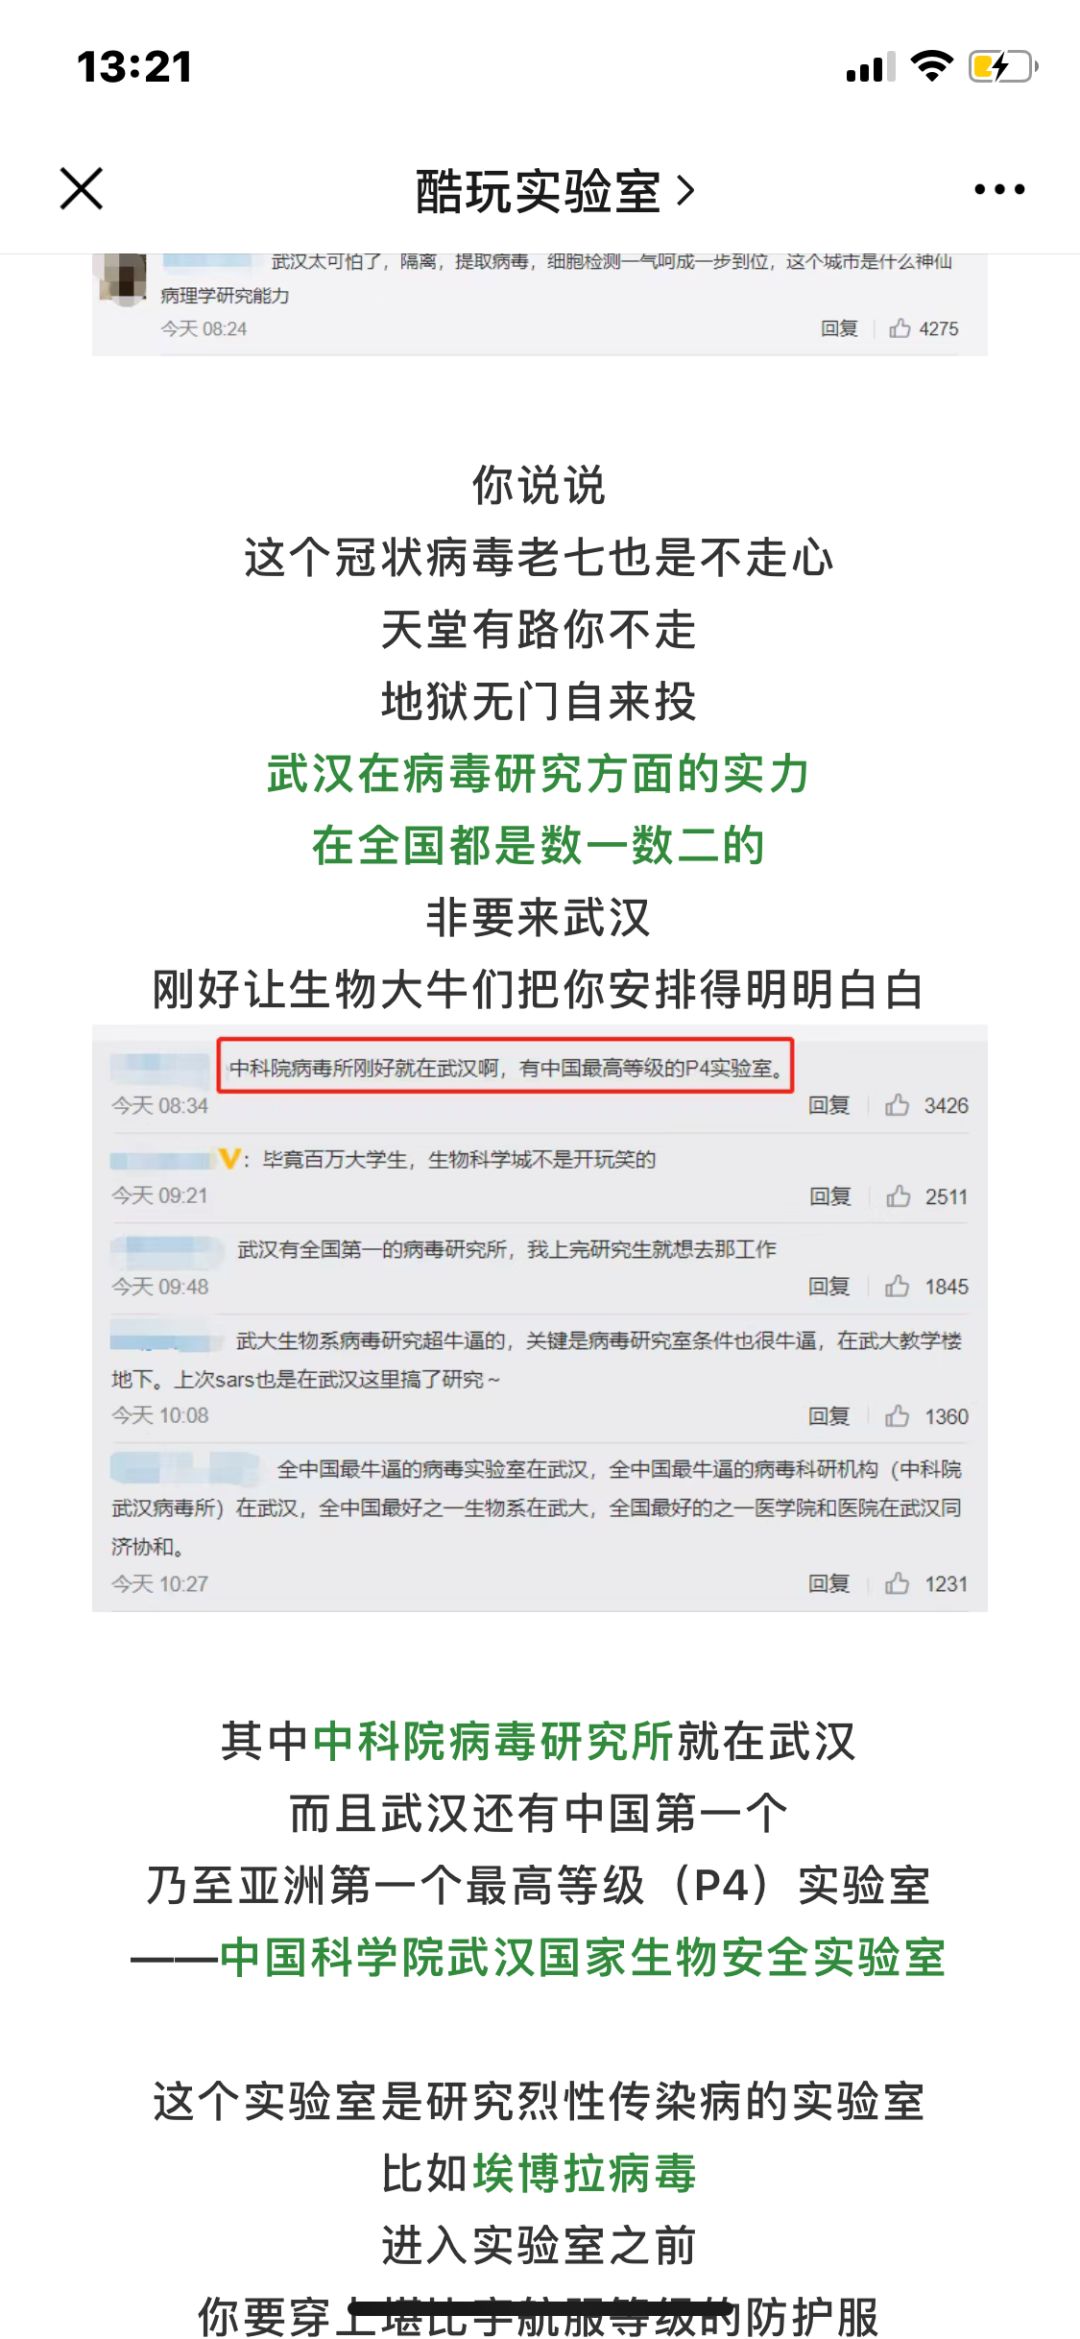 13:21
酷玩实验室
武汉太可怕了，隔离，提取病毒，细胞检测一气呵成一步到位，这个城市是什么神仙
病理学研究能力
今天 08:24 回复 4275
你说说
这个冠状病毒老七也是不走心
天堂有路你不走
地狱无门自来投
武汉在病毒研究方面的实力
在全国都是数一数二的
非要来武汉
刚好让生物大牛们把你安排得明明白白
中科院病毒所刚好就在武汉啊，有中国最高等级的P4实验室。
今天 08:34 回复 3426
：毕竟百万大学生，生物科学城不是开玩笑的
今天 09:21 回复 2511
武汉有全国第一的病毒研究所，我上完研究生就想去那工作
今天 09:48 回复 1845
武大生物系病毒研究超牛逼的，关键是病毒研究室条件也很牛逼，在武大教学楼
地下。上次sars也是在武汉这里搞了研究～
今天 10:08 回复 1360
全中国最牛逼的病毒实验室在武汉，全中国最牛逼的病毒科研机构（中科院
武汉病毒所）在武汉，全中国最好之一生物系在武大，全国最好的之一医学院和医院在武汉同
济协和。
今天 10:27 回复 1231
其中中科院病毒研究所就在武汉
而且武汉还有中国第一个
乃至亚洲第一个最高等级（P4）实验室
——中国科学院武汉国家生物安全实验室
这个实验室是研究烈性传染病的实验室
比如埃博拉病毒
进入实验室之前
你要穿上堪比宇航服等级的防护服